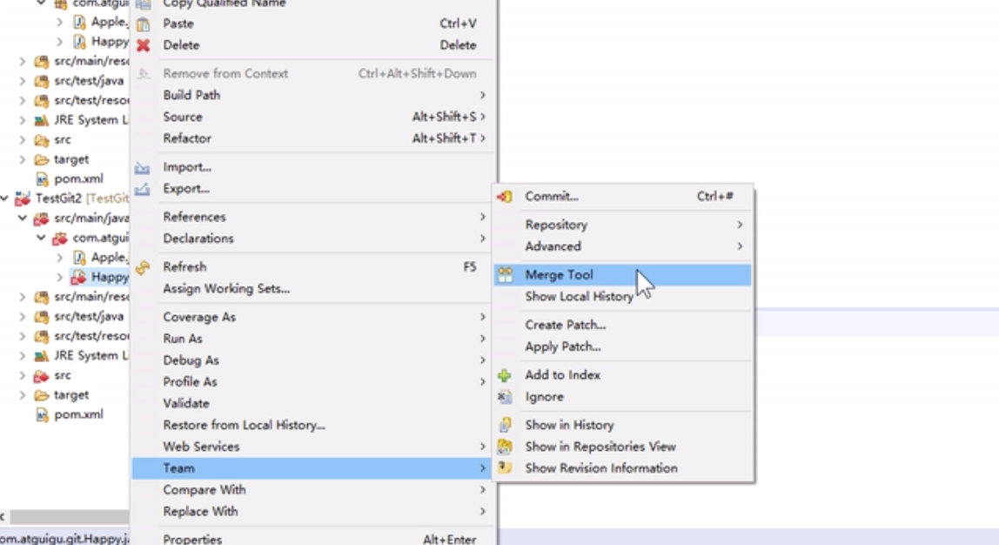 com.atgui
Apple.
Happy
src/main/reso
src/test/java
src/test/resou
JRE System L
src
target
pom.xml
TestGit2 [TestGit
src/main/java
com.atgui
Apple.
Happy
src/main/reso
src/test/java
src/test/resou
JRE System L
src
target
pom.xml
om.atguigu.git.Happy.j
Copy Qualified Name
Paste Ctrl+V
Delete Delete
Remove from Context Ctrl+Alt+Shift+Down
Build Path
Source Alt+Shift+S
Refactor Alt+Shift+T
Import...
Export...
References
Declarations
Refresh F5
Assign Working Sets...
Coverage As
Run As
Debug As
Profile As
Validate
Restore from Local History...
Web Services
Team
Compare With
Replace With
Properties Alt+Enter
Commit... Ctrl+#
Repository
Advanced
Merge Tool
Show Local History
Create Patch...
Apply Patch...
Add to Index
Ignore
Show in History
Show in Repositories View
Show Revision Information